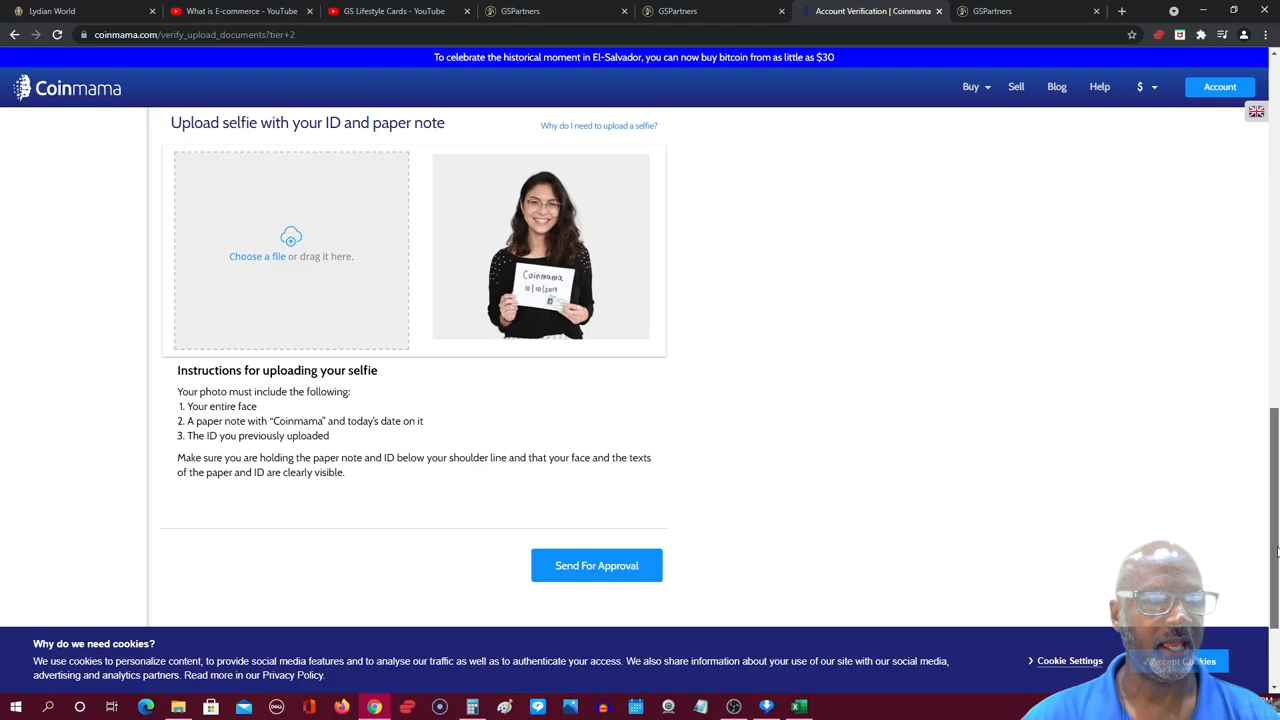 Lydian World
What is E-commerce - YouTube
GS Lifestyle Cards - YouTube
GSPartners
GSPartners
Account Verification | Coinmama
GSPartners
coinmama.com/verify_upload_documents?tier+2
To celebrate the historical moment in El-Salvador, you can now buy bitcoin from as little as $30
Coinmama
Buy
Sell
Blog
Help
$
Account
Upload selfie with your ID and paper note
Why do I need to upload a selfie?
Choose a file or drag it here.
Coinmama
10/10/2019
Instructions for uploading your selfie
Your photo must include the following:
1. Your entire face
2. A paper note with “Coinmama” and today's date on it
3. The ID you previously uploaded
Make sure you are holding the paper note and ID below your shoulder line and that your face and the texts
of the paper and ID are clearly visible.
Send For Approval
Why do we need cookies?
We use cookies to personalize content, to provide social media features and to analyse our traffic as well as to authenticate your access. We also share information about your use of our site with our social media,
advertising and analytics partners. Read more in our Privacy Policy.
Cookie Settings
Accept Cookies
DELL